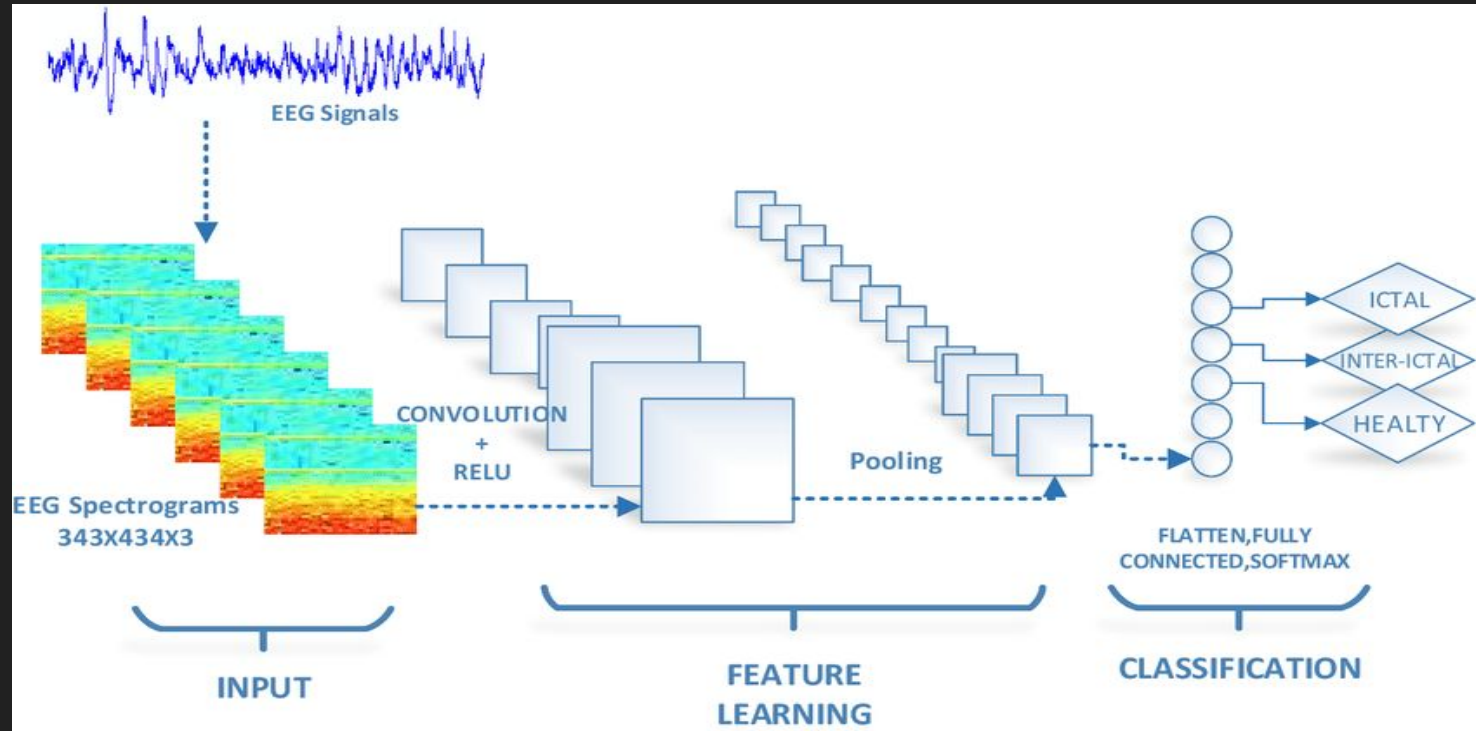 EEG Signals
EEG Spectrograms
343X434X3
CONVOLUTION
+
RELU
Pooling
ICTAL
INTER-ICTAL
HEALTY
FLATTEN,FULLY
CONNECTED,SOFTMAX
INPUT
FEATURE
LEARNING
CLASSIFICATION